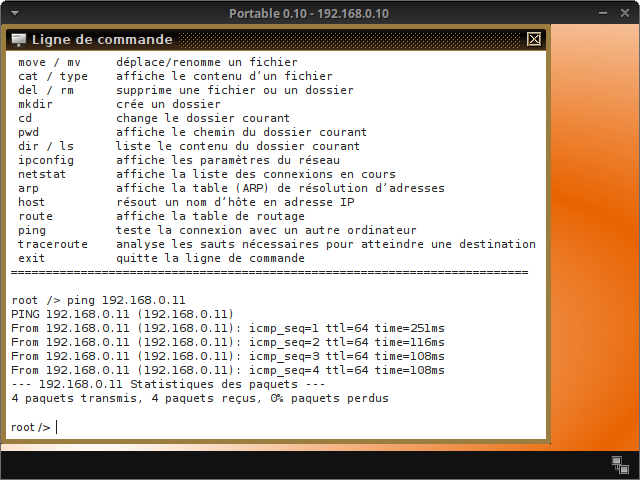 Portable 0.10 - 192.168.0.10
Ligne de commande
move / mv déplace/renomme un fichier
cat / type affiche le contenu d'un fichier
del / rm supprime une fichier ou un dossier
mkdir crée un dossier
cd change le dossier courant
pwd affiche le chemin du dossier courant
dir / ls liste le contenu du dossier courant
ipconfig affiche les paramètres du réseau
netstat affiche la liste des connexions en cours
arp affiche la table (ARP) de résolution d'adresses
host résout un nom d'hôte en adresse IP
route affiche la table de routage
ping teste la connexion avec un autre ordinateur
traceroute analyse les sauts nécessaires pour atteindre une destination
exit quitte la ligne de commande
==========================================================================
root /> ping 192.168.0.11
PING 192.168.0.11 (192.168.0.11)
From 192.168.0.11 (192.168.0.11): icmp_seq=1 ttl=64 time=251ms
From 192.168.0.11 (192.168.0.11): icmp_seq=2 ttl=64 time=116ms
From 192.168.0.11 (192.168.0.11): icmp_seq=3 ttl=64 time=108ms
From 192.168.0.11 (192.168.0.11): icmp_seq=4 ttl=64 time=108ms
--- 192.168.0.11 Statistiques des paquets ---
4 paquets transmis, 4 paquets reçus, 0% paquets perdus
root />